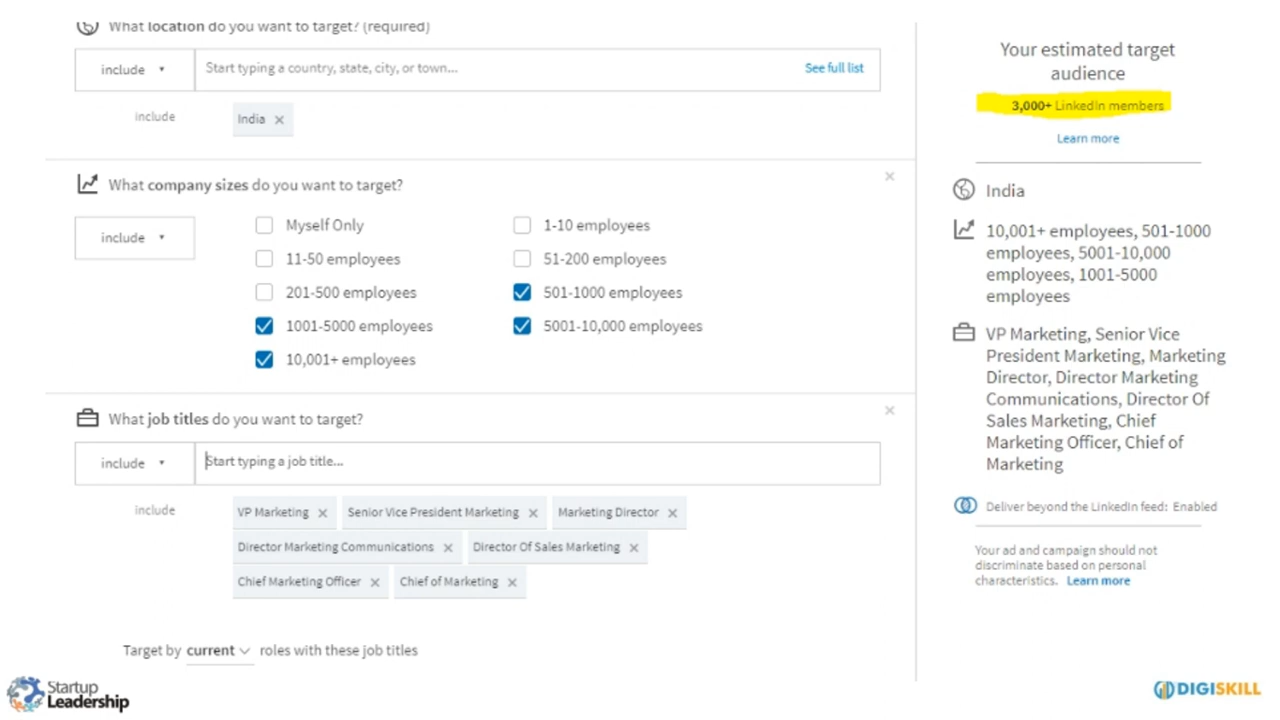 What location do you want to target? (required)
include
Start typing a country, state, city, or town...
See full list
include
India ×
What company sizes do you want to target?
include
Myself Only
1-10 employees
11-50 employees
51-200 employees
201-500 employees
501-1000 employees
1001-5000 employees
5001-10,000 employees
10,001+ employees
What job titles do you want to target?
include
Start typing a job title...
include
VP Marketing × Senior Vice President Marketing × Marketing Director ×
Director Marketing Communications × Director Of Sales Marketing ×
Chief Marketing Officer × Chief of Marketing ×
Target by current roles with these job titles
Your estimated target
audience
3,000+ LinkedIn members
Learn more
India
10,001+ employees, 501-1000
employees, 5001-10,000
employees, 1001-5000
employees
VP Marketing, Senior Vice
President Marketing, Marketing
Director, Director Marketing
Communications, Director Of
Sales Marketing, Chief
Marketing Officer, Chief of
Marketing
Deliver beyond the LinkedIn feed: Enabled
Your ad and campaign should not
discriminate based on personal
characteristics. Learn more
Startup
Leadership
DIGISKILL